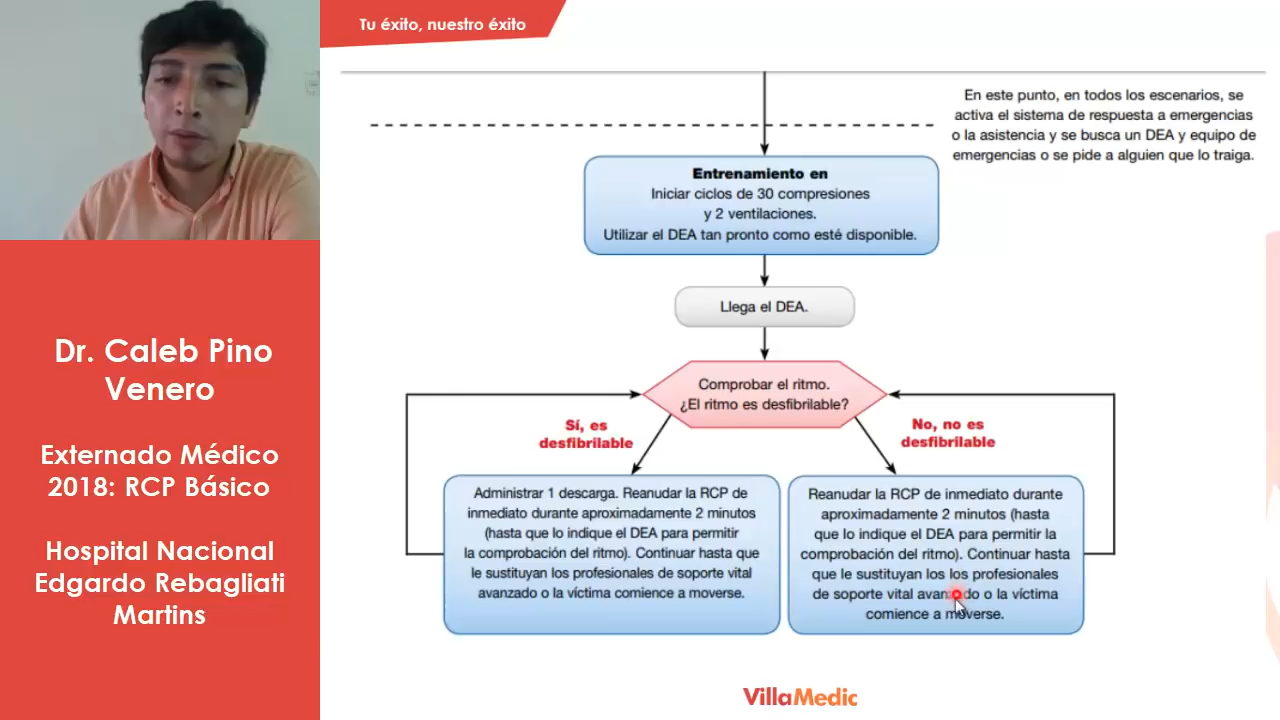 Tu éxito, nuestro éxito
En este punto, en todos los escenarios, se
activa el sistema de respuesta a emergencias
o la asistencia y se busca un DEA y equipo de
emergencias o se pide a alguien que lo traiga.
Entrenamiento en
Iniciar ciclos de 30 compresiones
y 2 ventilaciones.
Utilizar el DEA tan pronto como esté disponible.
Llega el DEA.
Comprobar el ritmo.
¿El ritmo es desfibrilable?
Sí, es
desfibrilable
No, no es
desfibrilable
Administrar 1 descarga. Reanudar la RCP de
inmediato durante aproximadamente 2 minutos
(hasta que lo indique el DEA para permitir
la comprobación del ritmo). Continuar hasta que
le sustituyan los profesionales de soporte vital
avanzado o la víctima comience a moverse.
Reanudar la RCP de inmediato durante
aproximadamente 2 minutos (hasta
que lo indique el DEA para permitir la
comprobación del ritmo). Continuar hasta
que le sustituyan los los profesionales
de soporte vital avanzado o la víctima
comience a moverse.
Dr. Caleb Pino
Venero
Externado Médico
2018: RCP Básico
Hospital Nacional
Edgardo Rebagliati
Martins
VillaMedic